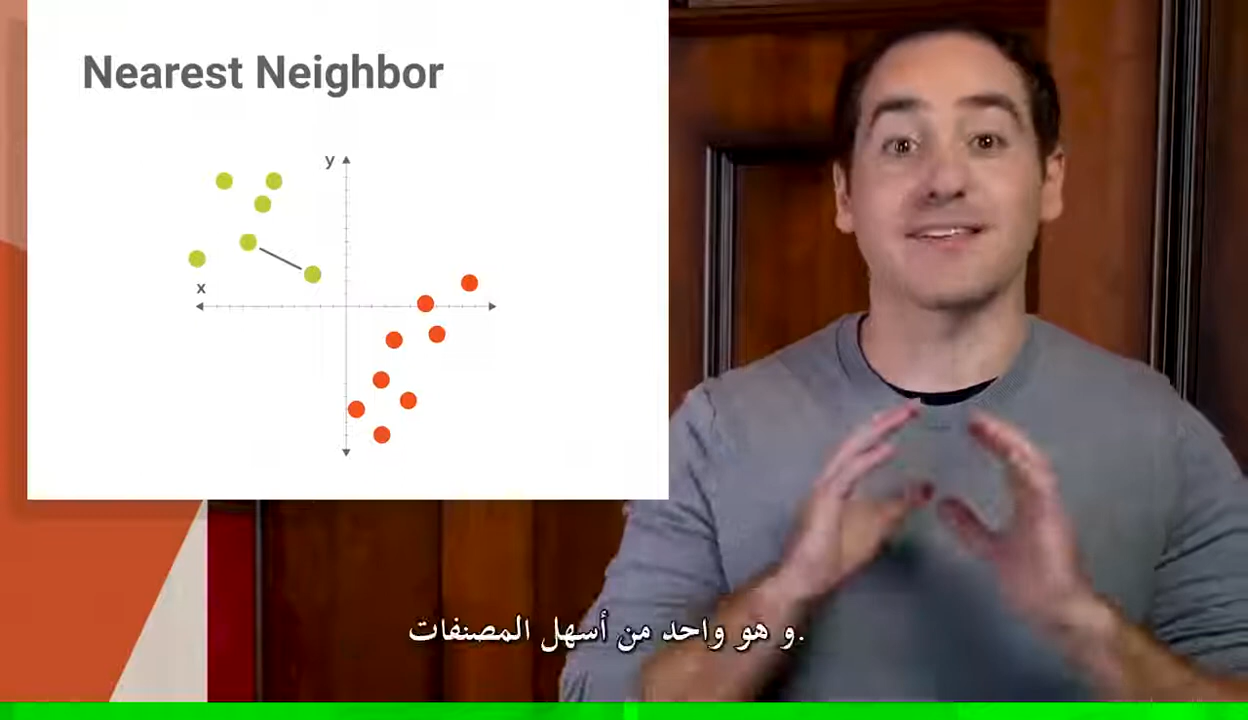 Nearest Neighbor
y
x
و هو واحد من أسهل المصنفات.